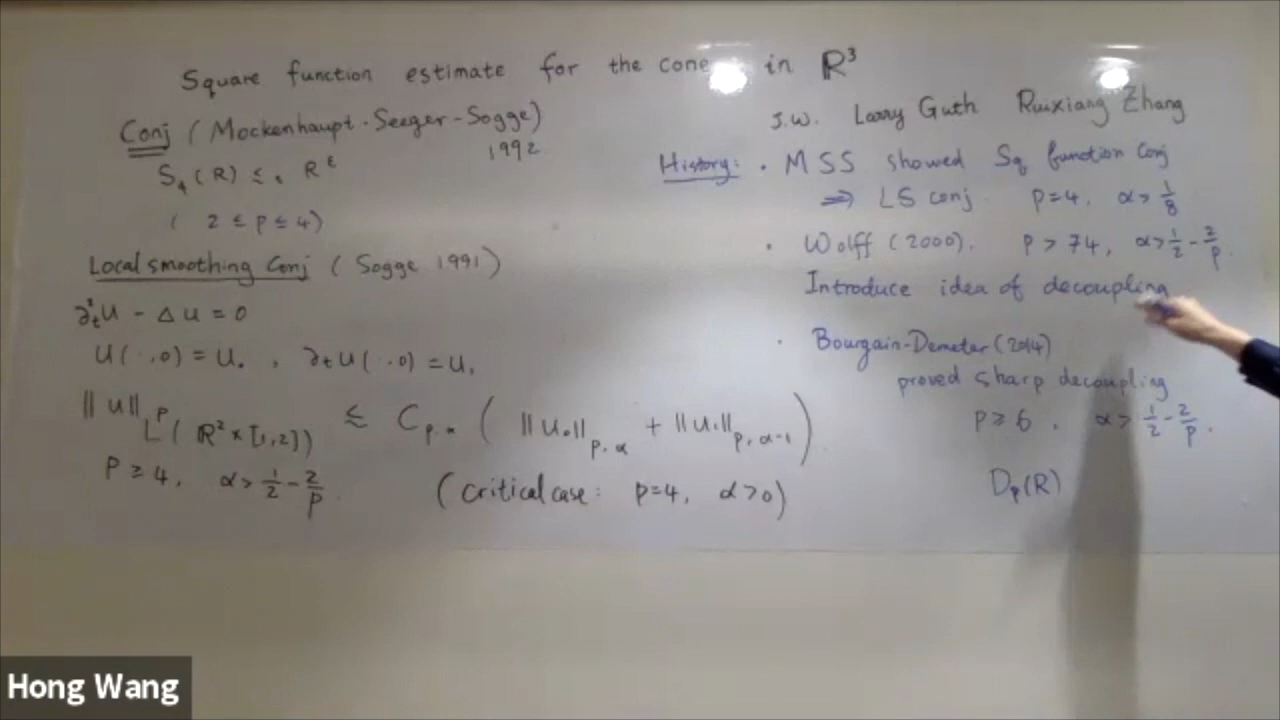 Square function estimate for the cone in ℝ³
Conj (Mockenhaupt-Seeger-Sogge)
1992
S₄(R) ≲ₑ R^ε
( 2 ≤ p ≤ 4)
Local smoothing Conj ( Sogge 1991)
∂ₜ²u - Δu = 0
u(·,0) = u₀ , ∂ₜu(·,0) = u₁
||u||_{L^p(ℝ²×[1,2])} ≤ C_{p,α} ( ||u₀||_{p,α} + ||u₁||_{p,α-1} )
p ≥ 4, α > 1/2 - 2/p
(critical case: p=4, α>0)
J.W. Larry Guth Ruixiang Zhang
History: · MSS showed Sq function Conj
⇒ LS conj p=4, α > 1/8
· Wolff (2000). p > 74, α > 1/2 - 2/p.
Introduce idea of decoupling
· Bourgain-Demeter (2014)
proved sharp decoupling
p ≥ 6, α > 1/2 - 2/p.
D_p(R)
Hong Wang